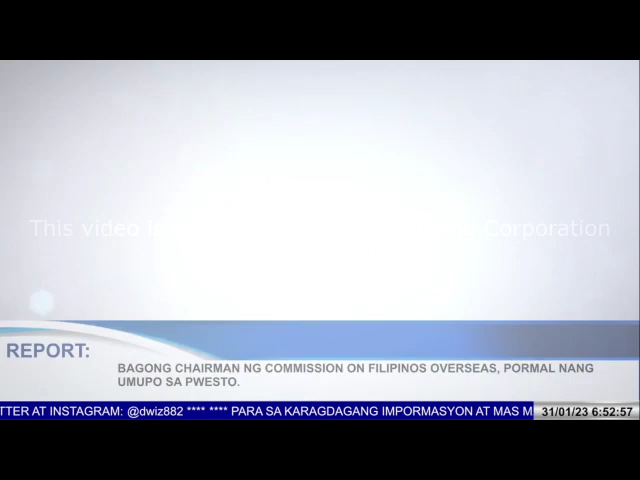 This video i Corporation
REPORT:
BAGONG CHAIRMAN NG COMMISSION ON FILIPINOS OVERSEAS, PORMAL NANG
UMUPO SA PWESTO.
TTER AT INSTAGRAM: @dwiz882 **** **** PARA SA KARAGDAGANG IMPORMASYON AT MAS M 31/01/23 6:52:57